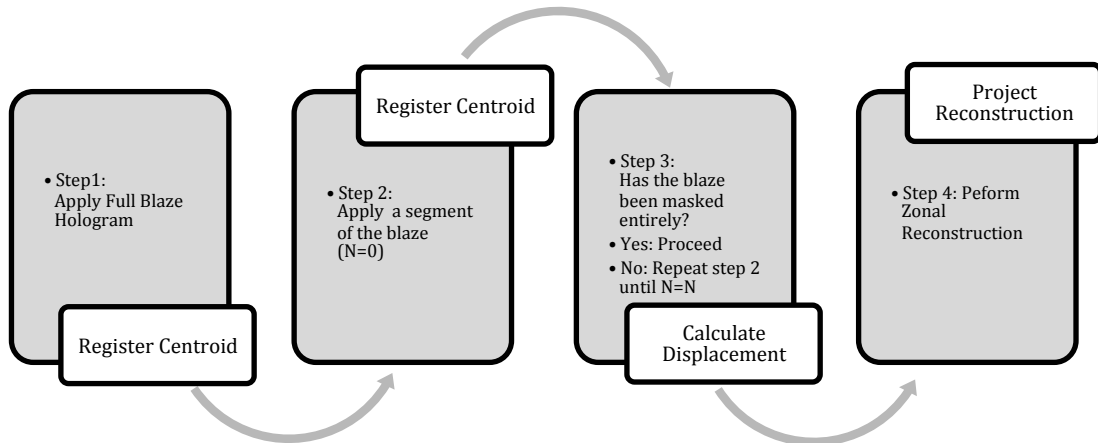 • Step1:
Apply Full Blaze
Hologram
Register Centroid
Register Centroid
• Step 2:
Apply a segment
of the blaze
(N=0)
• Step 3:
Has the blaze
been masked
entirely?
• Yes: Proceed
• No: Repeat step 2
until N=N
Calculate
Displacement
Project
Reconstruction
• Step 4: Peform
Zonal
Reconstruction